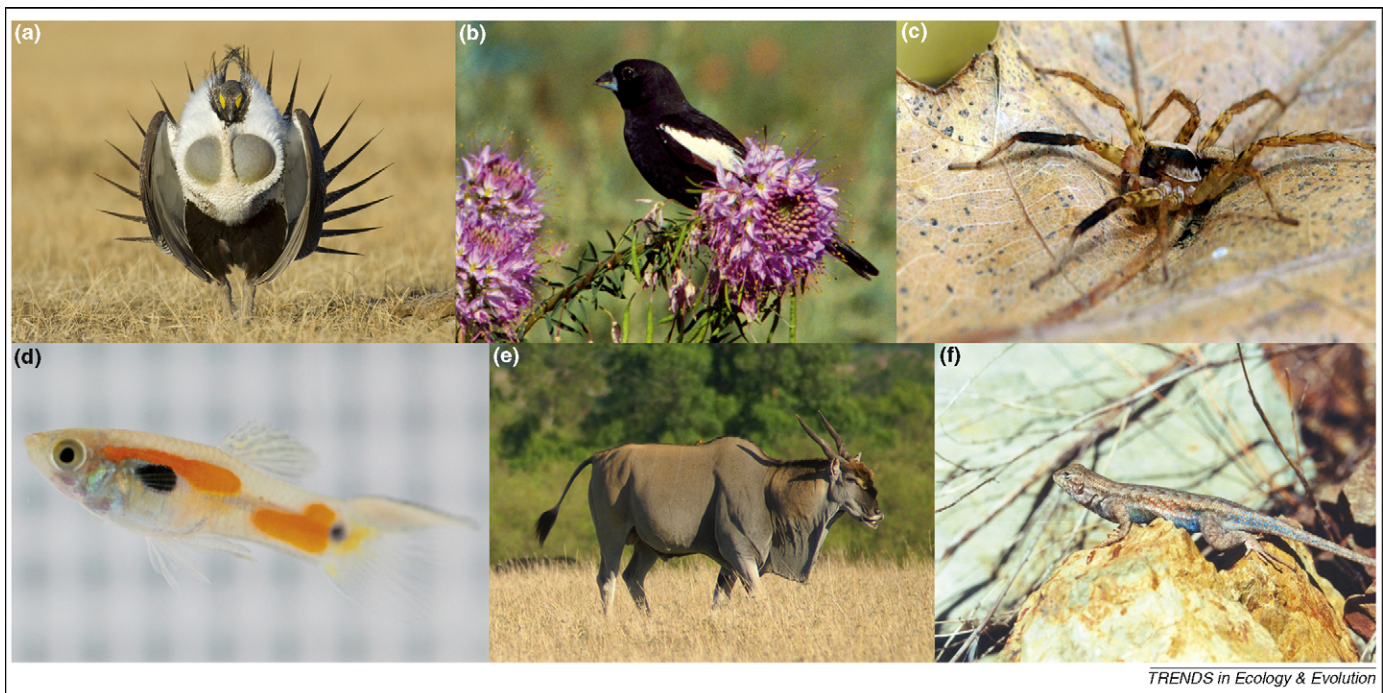 (a)
(b)
(c)
(d)
(e)
(f)
TRENDS in Ecology & Evolution